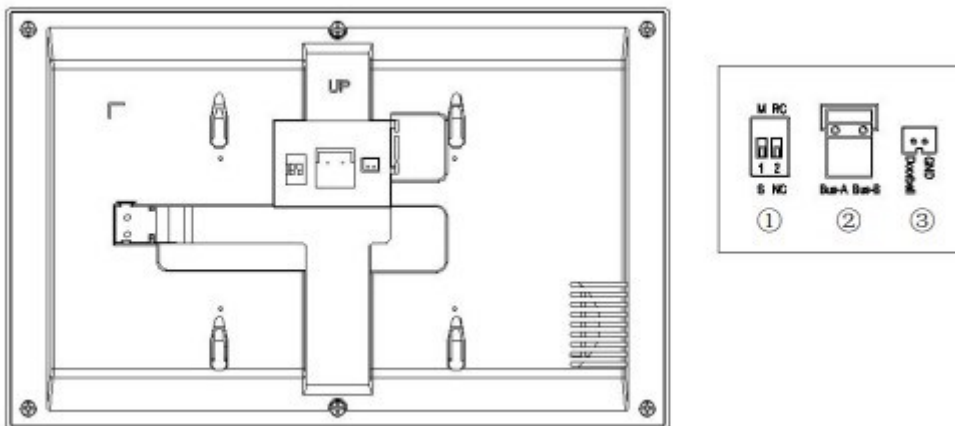 UP
M RC
1 2
S NC
Bus-A Bus-B
Doorbell
GND
① ② ③